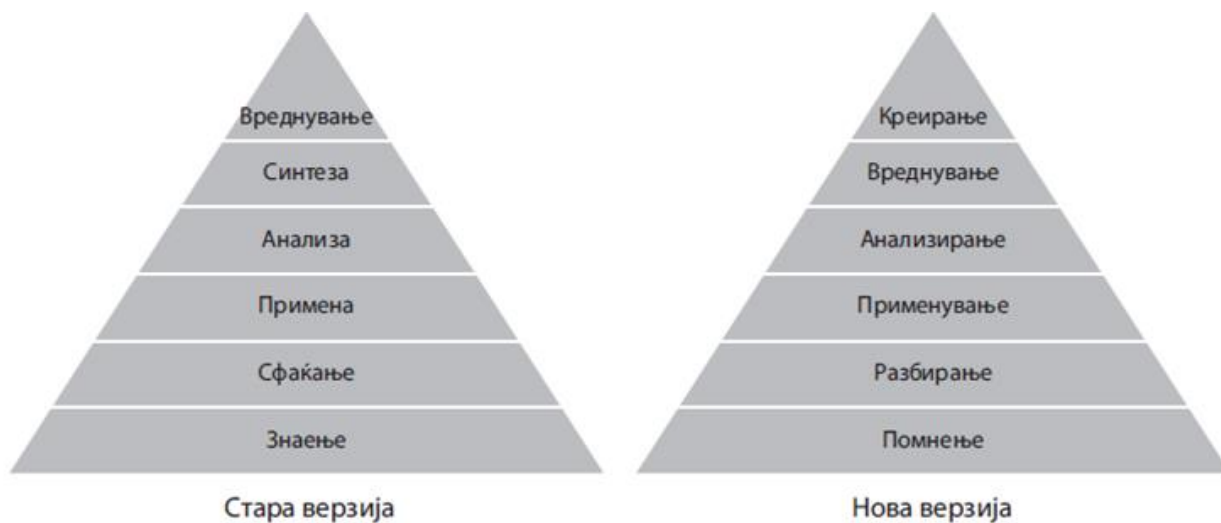 Вреднување
Синтеза
Анализа
Примена
Сфаќање
Знаење
Стара верзија
Креирање
Вреднување
Анализирање
Применување
Разбирање
Помнење
Нова верзија